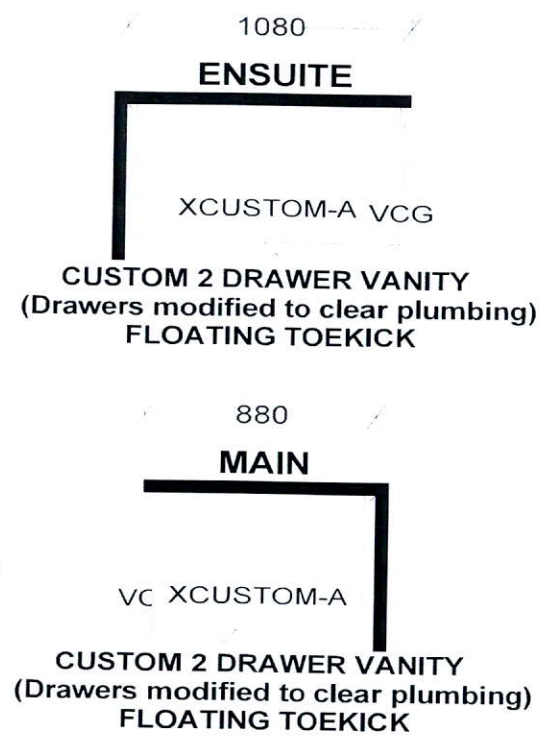 1080
ENSUITE
XCUSTOM-A VCG
CUSTOM 2 DRAWER VANITY
(Drawers modified to clear plumbing)
FLOATING TOEKICK
880
MAIN
VC XCUSTOM-A
CUSTOM 2 DRAWER VANITY
(Drawers modified to clear plumbing)
FLOATING TOEKICK